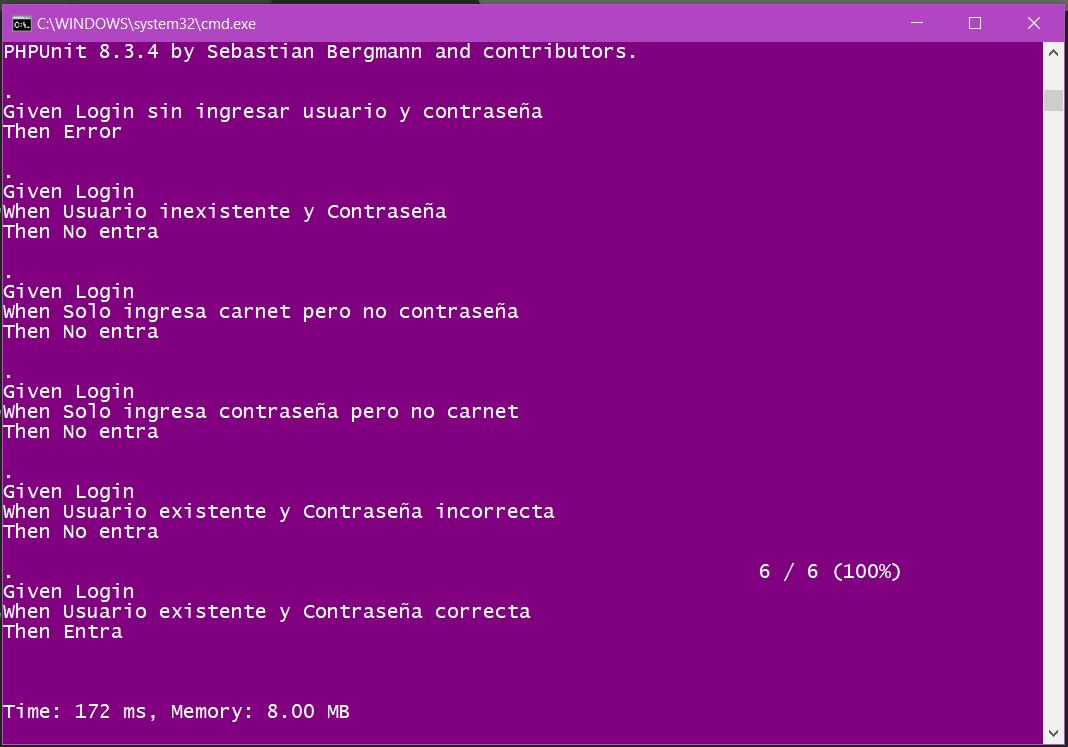 C:\WINDOWS\system32\cmd.exe
PHPUnit 8.3.4 by Sebastian Bergmann and contributors.
.
Given Login sin ingresar usuario y contraseña
Then Error
.
Given Login
When Usuario inexistente y Contraseña
Then No entra
.
Given Login
When Solo ingresa carnet pero no contraseña
Then No entra
.
Given Login
When Solo ingresa contraseña pero no carnet
Then No entra
.
Given Login
When Usuario existente y Contraseña incorrecta
Then No entra
. 6 / 6 (100%)
Given Login
When Usuario existente y Contraseña correcta
Then Entra
Time: 172 ms, Memory: 8.00 MB